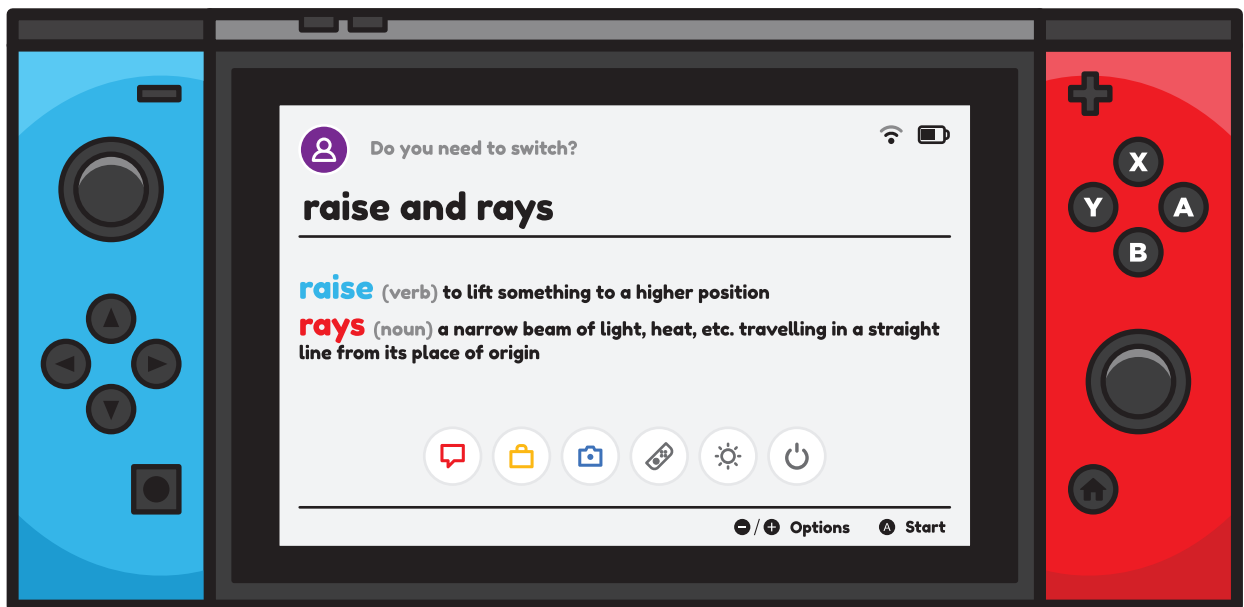 Do you need to switch?
raise and rays
raise (verb) to lift something to a higher position
rays (noun) a narrow beam of light, heat, etc. travelling in a straight
line from its place of origin
X
Y A
B
-/+ Options A Start